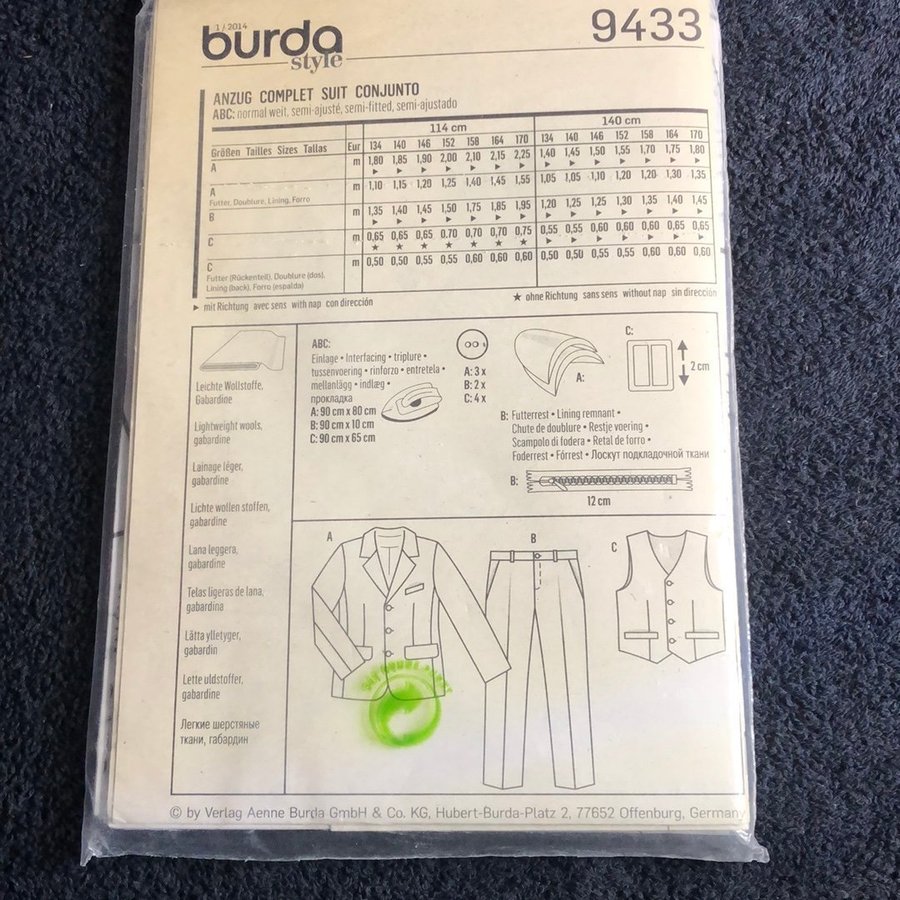 1 / 2014
burda
style
9433
ANZUG COMPLET SUIT CONJUNTO
ABC: normal weit, semi-ajusté, semi-fitted, semi-ajustado
114 cm 140 cm
Größen Tailles Sizes Tallas Eur 134 140 146 152 158 164 170 134 140 146 152 158 164 170
A m 1,80 1,85 1,90 2,00 2,10 2,15 2,25 1,40 1,45 1,50 1,55 1,70 1,75 1,80
► ► ► ► ► ► ► ► ► ► ► ► ► ►
A m 1,10 1,15 1,20 1,25 1,40 1,45 1,55 1,05 1,05 1,10 1,20 1,20 1,30 1,35
Futter, Doublure, Lining, Forro
B m 1,35 1,40 1,45 1,50 1,75 1,85 1,95 1,20 1,25 1,25 1,30 1,35 1,40 1,45
► ► ► ► ► ► ► ► ► ► ► ► ► ►
C m 0,65 0,65 0,65 0,70 0,70 0,70 0,75 0,55 0,55 0,60 0,60 0,60 0,65 0,65
★ ★ ★ ★ ★ ★ ★ ► ► ► ► ► ► ►
C m 0,50 0,50 0,55 0,55 0,60 0,60 0,60 0,50 0,50 0,55 0,55 0,60 0,60 0,60
Futter (Rückenteil), Doublure (dos),
Lining (back), Forro (espalda)
► mit Richtung avec sens with nap con dirección ★ ohne Richtung sans sens without nap sin dirección
Leichte Wollstoffe,
Gabardine
Lightweight wools,
gabardine
Lainage léger,
gabardine
Lichte wollen stoffen,
gabardine
Lana leggera,
gabardine
Telas ligeras de lana,
gabardina
Lätta ylletyger,
gabardin
Lette uldstoffer,
gabardine
Легкие шерстяные
ткани, габардин
ABC:
Einlage • Interfacing • triplure •
tussenvoering • rinforzo • entretela •
mellanlägg • indlæg •
прокладка
A: 90 cm x 80 cm
B: 90 cm x 10 cm
C: 90 cm x 65 cm
A: 3 x
B: 2 x
C: 4 x
A:
C:
2 cm
B: Futterrest • Lining remnant •
Chute de doublure • Restje voering •
Scampolo di fodera • Retal de forro •
Foderrest • Fórrest • Лоскут подкладочной ткани
B:
12 cm
A
B
C
© by Verlag Aenne Burda GmbH & Co. KG, Hubert-Burda-Platz 2, 77652 Offenburg, Germany